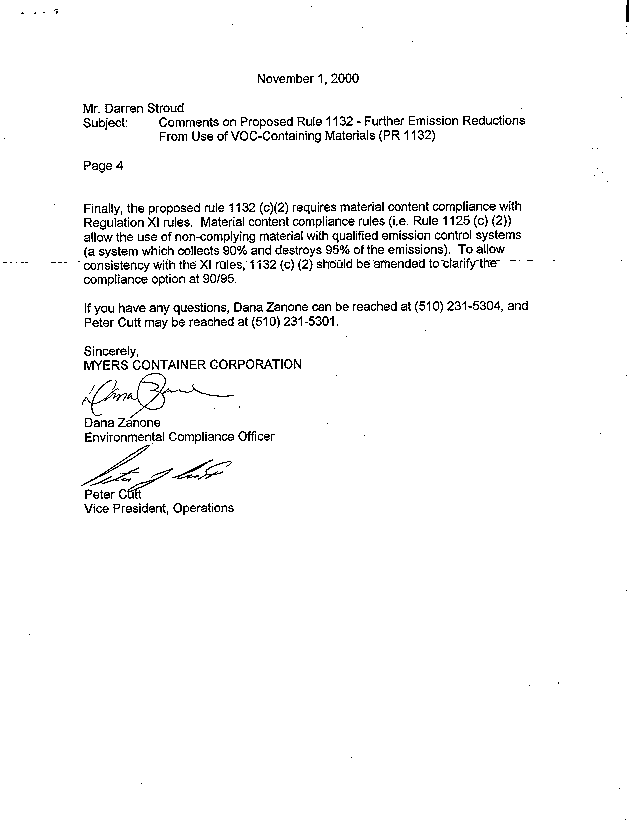 November 1, 2000
Mr. Darren Stroud
Subject: Comments on Proposed Rule 1132 - Further Emission Reductions
From Use of VOC-Containing Materials (PR 1132)
Page 4
Finally, the proposed rule 1132 (c)(2) requires material content compliance with
Regulation XI rules. Material content compliance rules (i.e. Rule 1125 (c) (2))
allow the use of non-complying material with qualified emission control systems
(a system which collects 90% and destroys 95% of the emissions). To allow
consistency with the XI rules, 1132 (c) (2) should be amended to clarify the
compliance option at 90/95.
If you have any questions, Dana Zanone can be reached at (510) 231-5304, and
Peter Cutt may be reached at (510) 231-5301.
Sincerely,
MYERS CONTAINER CORPORATION
Dana Zanone
Environmental Compliance Officer
Peter Cutt
Vice President, Operations